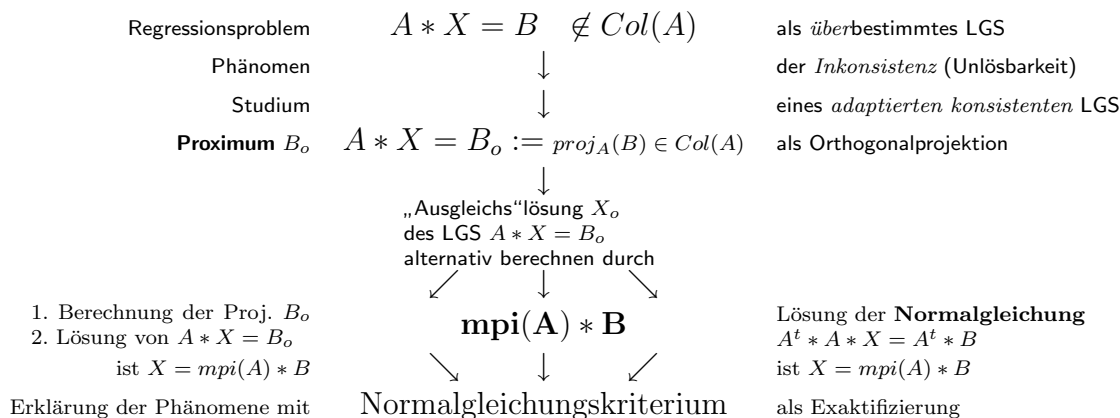 Regressionsproblem A ∗ X = B ∉ Col(A) als überbestimmtes LGS
Phänomen ↓ der Inkonsistenz (Unlösbarkeit)
Studium ↓ eines adaptierten konsistenten LGS
Proximum B_o A ∗ X = B_o := proj_A(B) ∈ Col(A) als Orthogonalprojektion
↓
„Ausgleichs“lösung X_o
des LGS A ∗ X = B_o
alternativ berechnen durch
↙ ↓ ↘
1. Berechnung der Proj. B_o
2. Lösung von A ∗ X = B_o
ist X = mpi(A) ∗ B
mpi(A) ∗ B
Lösung der Normalgleichung
A^t ∗ A ∗ X = A^t ∗ B
ist X = mpi(A) ∗ B
↘ ↓ ↙
Erklärung der Phänomene mit Normalgleichungskriterium als Exaktifizierung